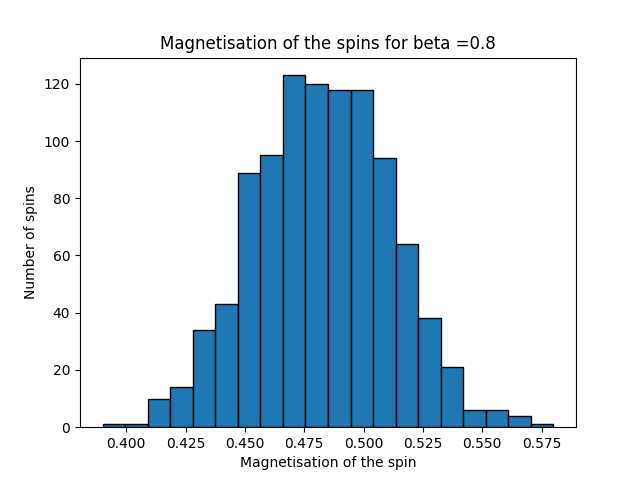 Magnetisation of the spins for beta =0.8
120
100
80
60
40
20
0
Number of spins
0.400 0.425 0.450 0.475 0.500 0.525 0.550 0.575
Magnetisation of the spin